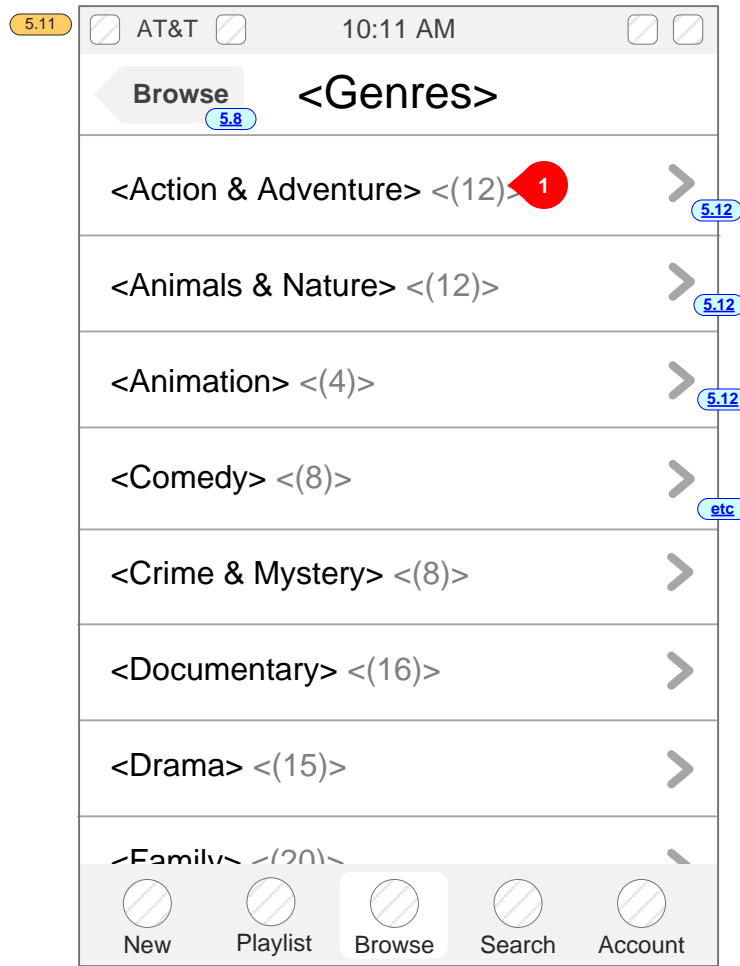 5.11
AT&T 10:11 AM
Browse <Genres>
5.8
<Action & Adventure> <(12)> 1
5.12
<Animals & Nature> <(12)>
5.12
<Animation> <(4)>
5.12
<Comedy> <(8)>
etc
<Crime & Mystery> <(8)>
<Documentary> <(16)>
<Drama> <(15)>
<Family> <(20)>
New Playlist Browse Search Account